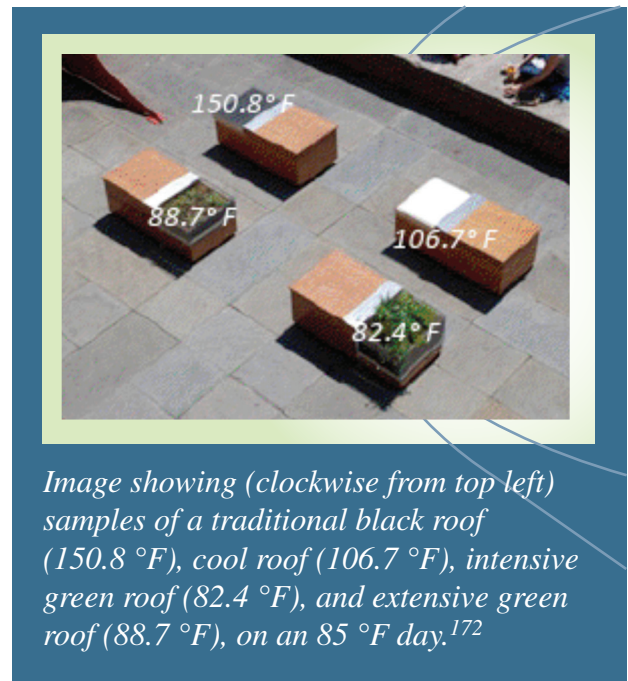 150.8° F
88.7° F
106.7° F
82.4° F
Image showing (clockwise from top left)
samples of a traditional black roof
(150.8 °F), cool roof (106.7 °F), intensive
green roof (82.4 °F), and extensive green
roof (88.7 °F), on an 85 °F day.172